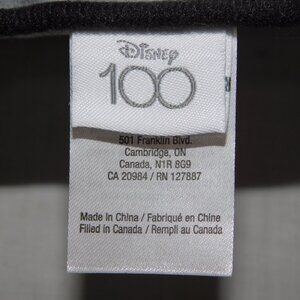 Disney
100
501 Franklin Blvd.
Cambridge, ON
Canada, N1R 8G9
CA 20984 / RN 127887
Made in China / Fabriqué en Chine
Filled in Canada / Rempli au Canada